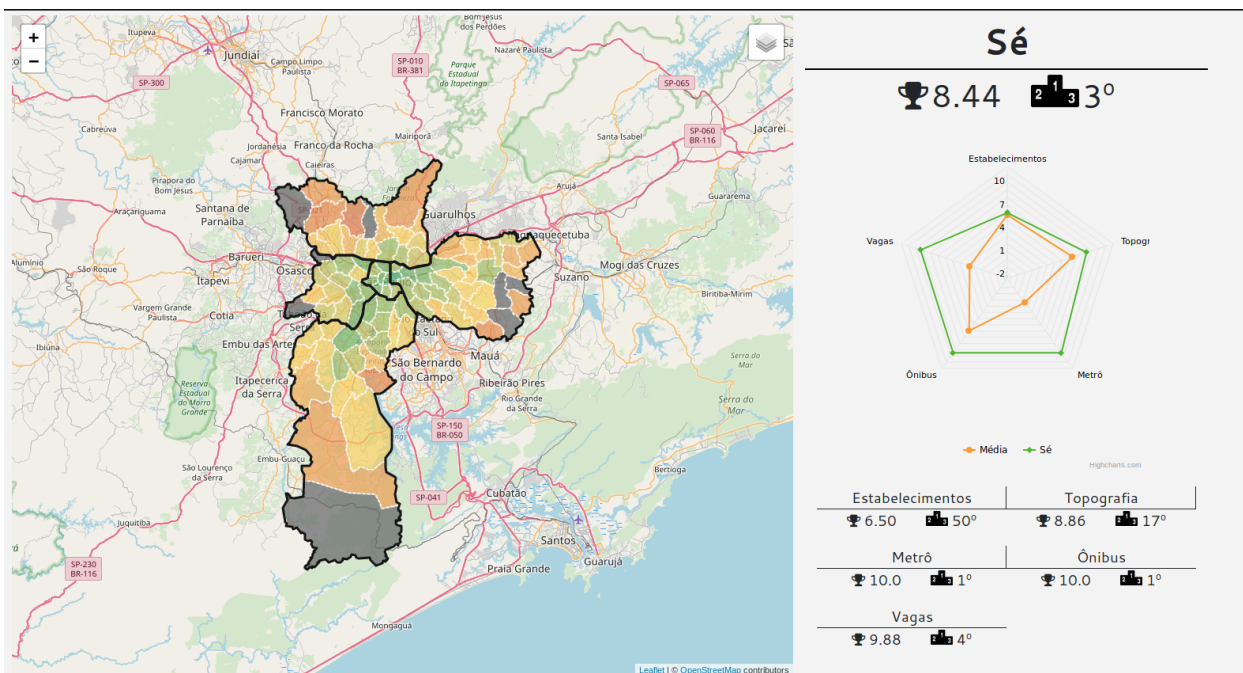 +
−
Itupeva
Jundiaí
Campo Limpo
Paulista
SP-010
BR-381
Bom Jesus
dos Perdões
Nazaré Paulista
Parque
Estadual
do Itapetinga
SP-300
SP-065
Francisco Morato
Cabreúva
Jordanésia
Franco da Rocha
Mairiporã
Santa Isabel
SP-060
BR-116
Jacareí
Cajamar
Caieiras
Pirapora do
Bom Jesus
Arujá
Guararema
Araçariguama
Santana de
Parnaíba
Guarulhos
Itaquaquecetuba
Barueri
Osasco
Mogi das Cruzes
Suzano
São Roque
Itapevi
Biritiba-Mirim
Vargem Grande
Paulista
Cotia
Ibiúna
Embu das Artes
Mauá
São Bernardo
do Campo
Ribeirão Pires
Serra do
Mar
Reserva
Estadual
do Morro
Grande
Itapecerica
da Serra
Rio Grande
da Serra
Serra do
Mar
SP-150
BR-050
Embu-Guaçu
São Lourenço
da Serra
Bertioga
SP-041
Cubatão
Juquitiba
Santos
Guarujá
SP-230
BR-116
Praia Grande
Mongaguá
Leaflet | © OpenStreetMap contributors
Sé
8.44 2 1 3 3º
Estabelecimentos
10
7
4
1
-2
Vagas
Topogr
Ônibus
Metrô
Média Sé
Highcharts.com
Estabelecimentos Topografia
6.50 50º 8.86 17º
Metrô Ônibus
10.0 1º 10.0 1º
Vagas
9.88 4º